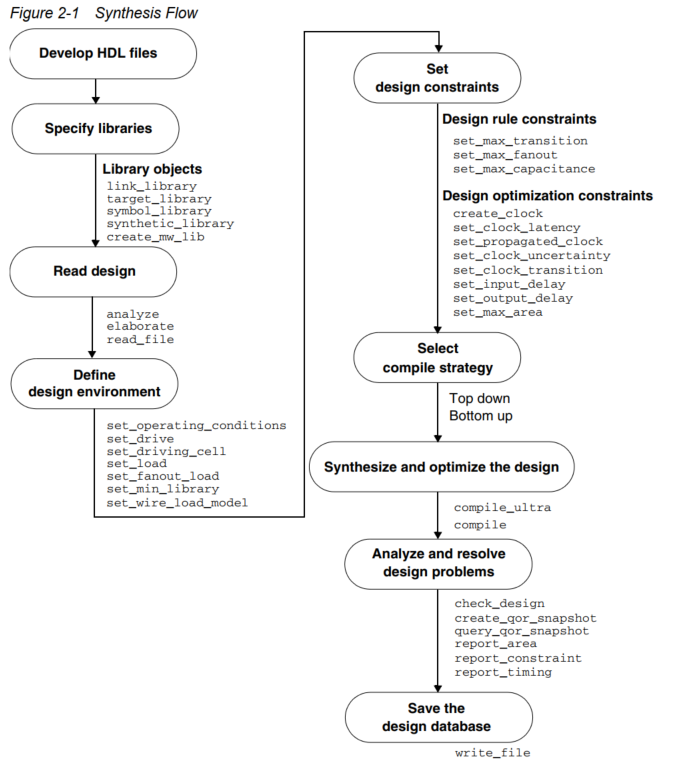 Figure 2-1 Synthesis Flow
Develop HDL files
Specify libraries
Library objects
link_library
target_library
symbol_library
synthetic_library
create_mw_lib
Read design
analyze
elaborate
read_file
Define
design environment
set_operating_conditions
set_drive
set_driving_cell
set_load
set_fanout_load
set_min_library
set_wire_load_model
Set
design constraints
Design rule constraints
set_max_transition
set_max_fanout
set_max_capacitance
Design optimization constraints
create_clock
set_clock_latency
set_propagated_clock
set_clock_uncertainty
set_clock_transition
set_input_delay
set_output_delay
set_max_area
Select
compile strategy
Top down
Bottom up
Synthesize and optimize the design
compile_ultra
compile
Analyze and resolve
design problems
check_design
create_qor_snapshot
query_qor_snapshot
report_area
report_constraint
report_timing
Save the
design database
write_file